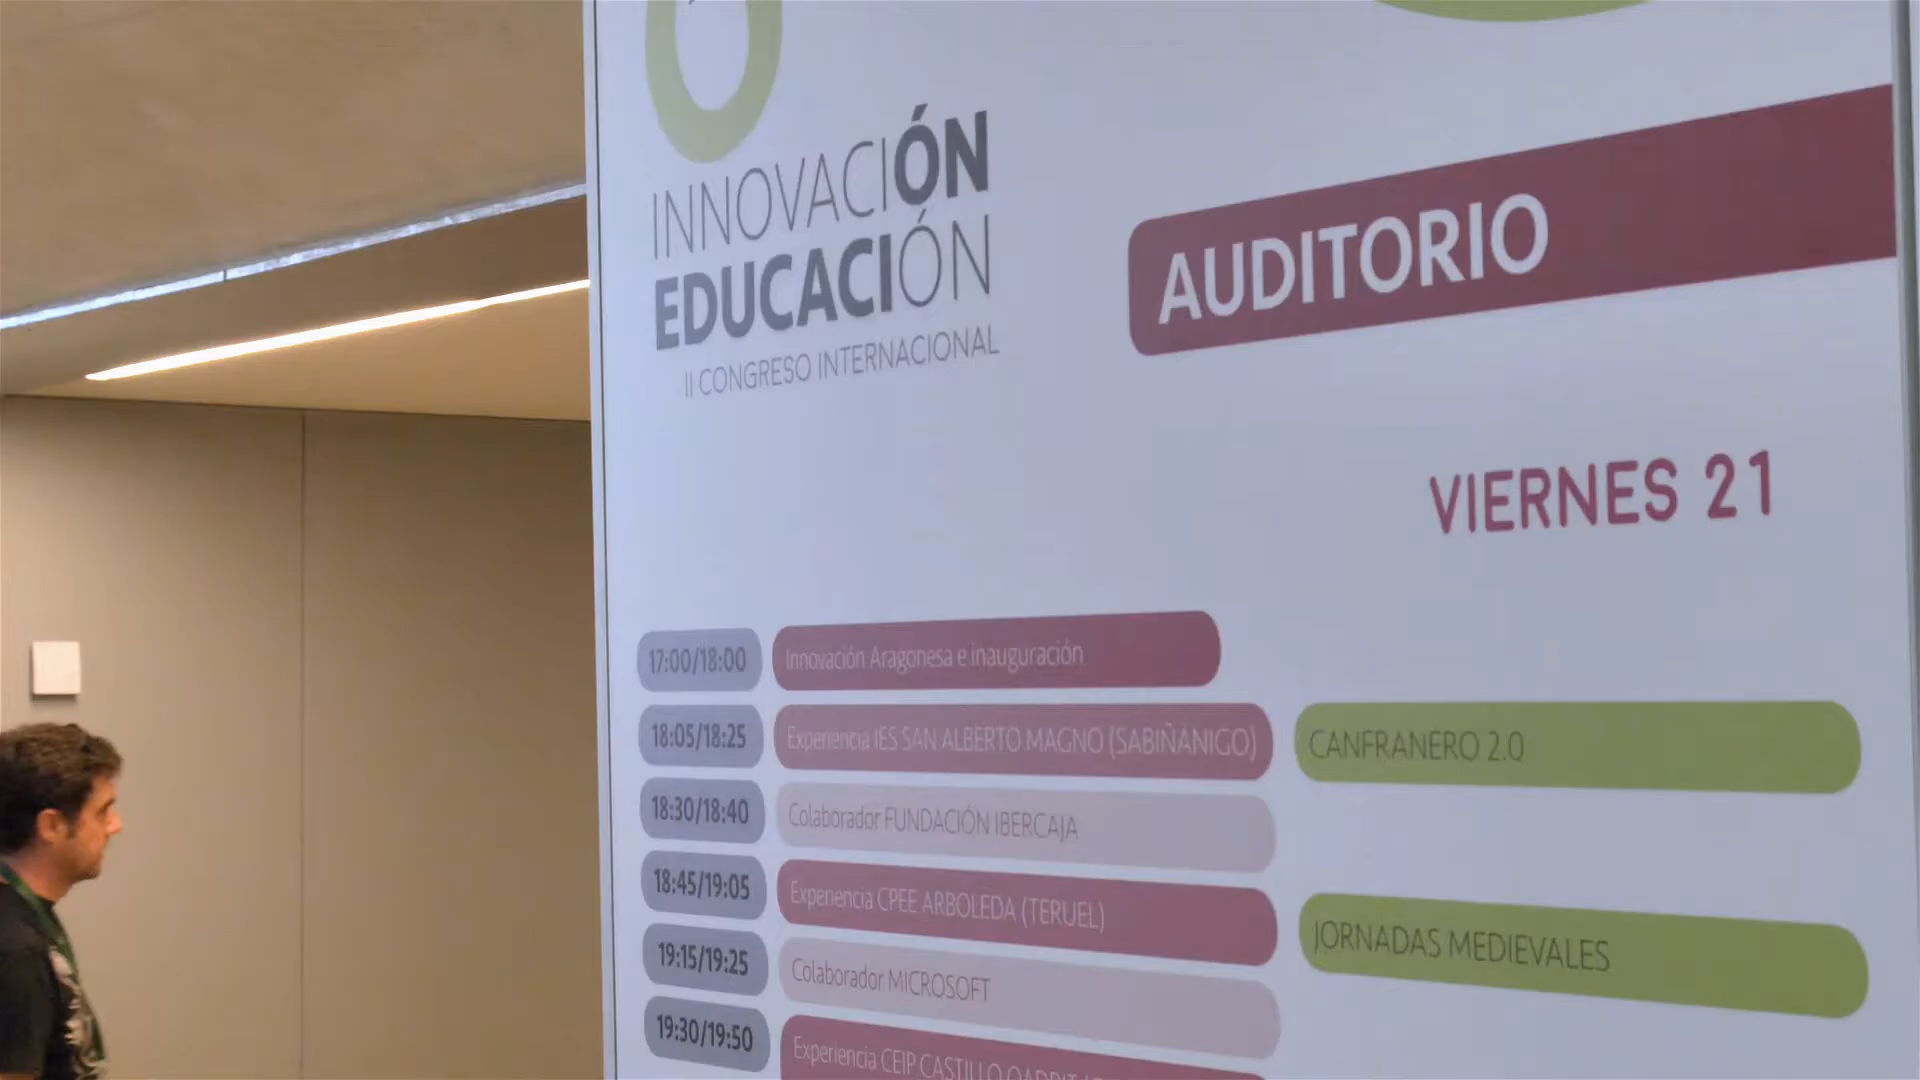 INNOVACIÓN
EDUCACIÓN
II CONGRESO INTERNACIONAL
AUDITORIO
VIERNES 21
17:00/18:00 Innovación Aragonesa e inauguración
18:05/18:25 Experiencia IES SAN ALBERTO MAGNO (SABIÑÁNIGO) CANFRANERO 2.0
18:30/18:40 Colaborador FUNDACIÓN IBERCAJA
18:45/19:05 Experiencia CPEE ARBOLEDA (TERUEL) JORNADAS MEDIEVALES
19:15/19:25 Colaborador MICROSOFT
19:30/19:50 Experiencia CEIP CASTILLO